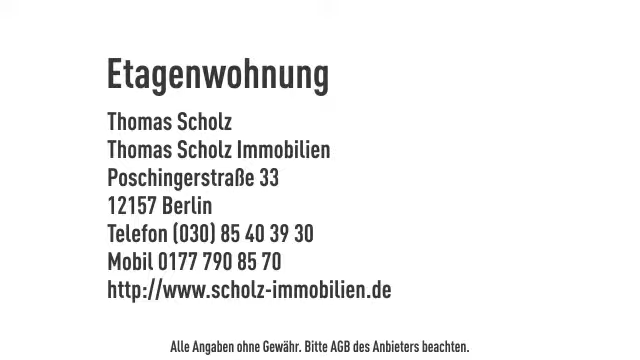 Etagenwohnung
Thomas Scholz
Thomas Scholz Immobilien
Poschingerstraße 33
12157 Berlin
Telefon (030) 85 40 39 30
Mobil 0177 790 85 70
http://www.scholz-immobilien.de
Alle Angaben ohne Gewähr. Bitte AGB des Anbieters beachten.